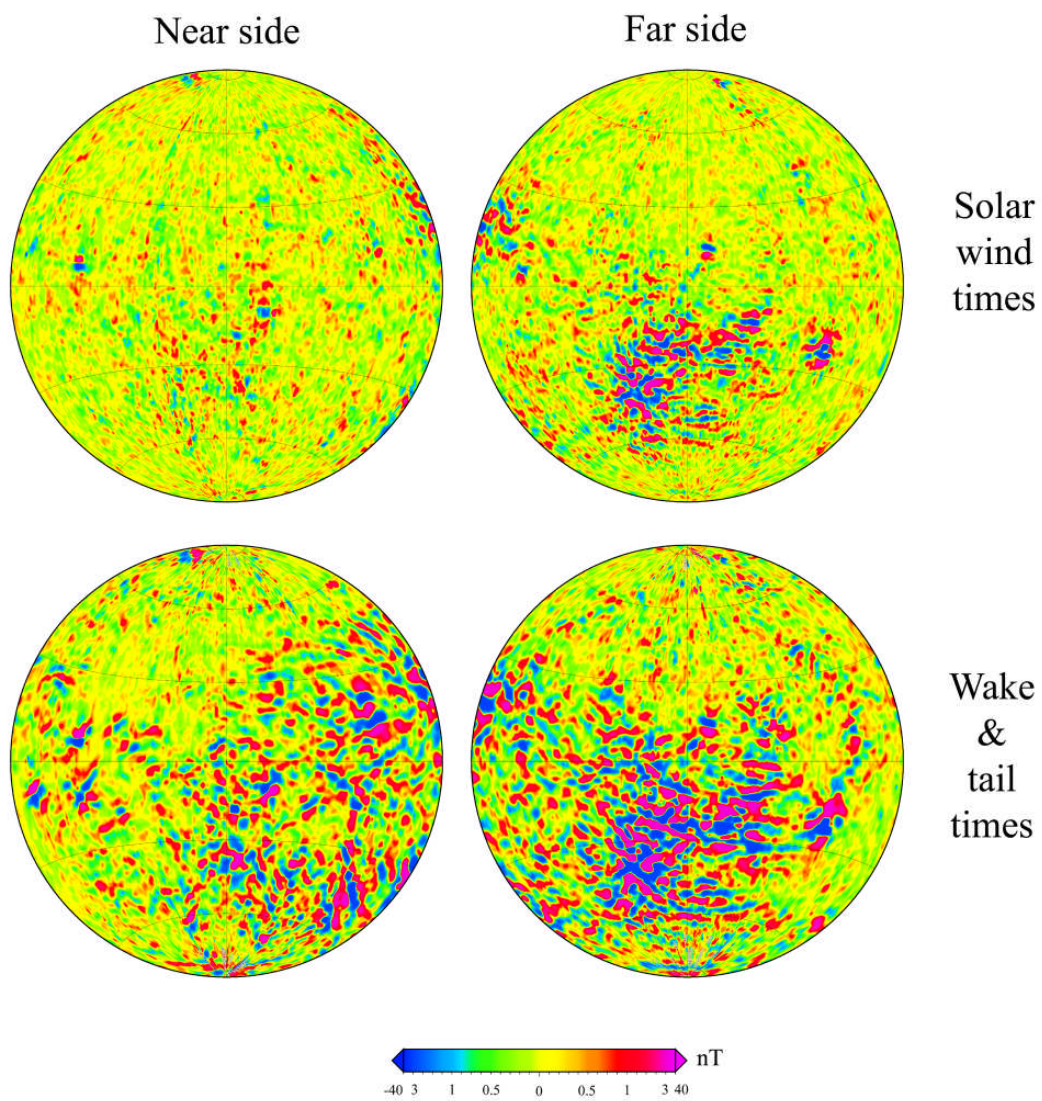 Near side
Far side
Solar
wind
times
Wake
&
tail
times
nT
-40 3 1 0.5 0 0.5 1 3 40